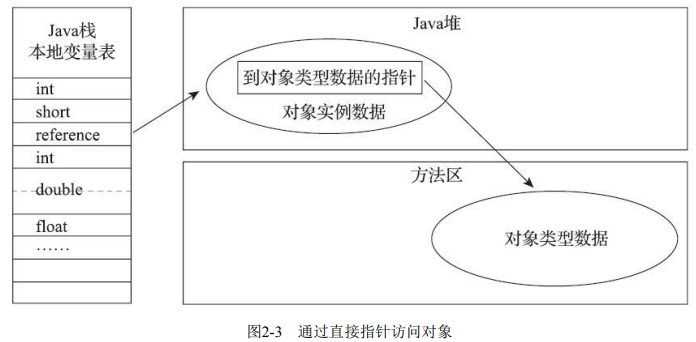 Java栈
本地变量表
int
short
reference
int
double
float
……
Java堆
到对象类型数据的指针
对象实例数据
方法区
对象类型数据
图2-3 通过直接指针访问对象